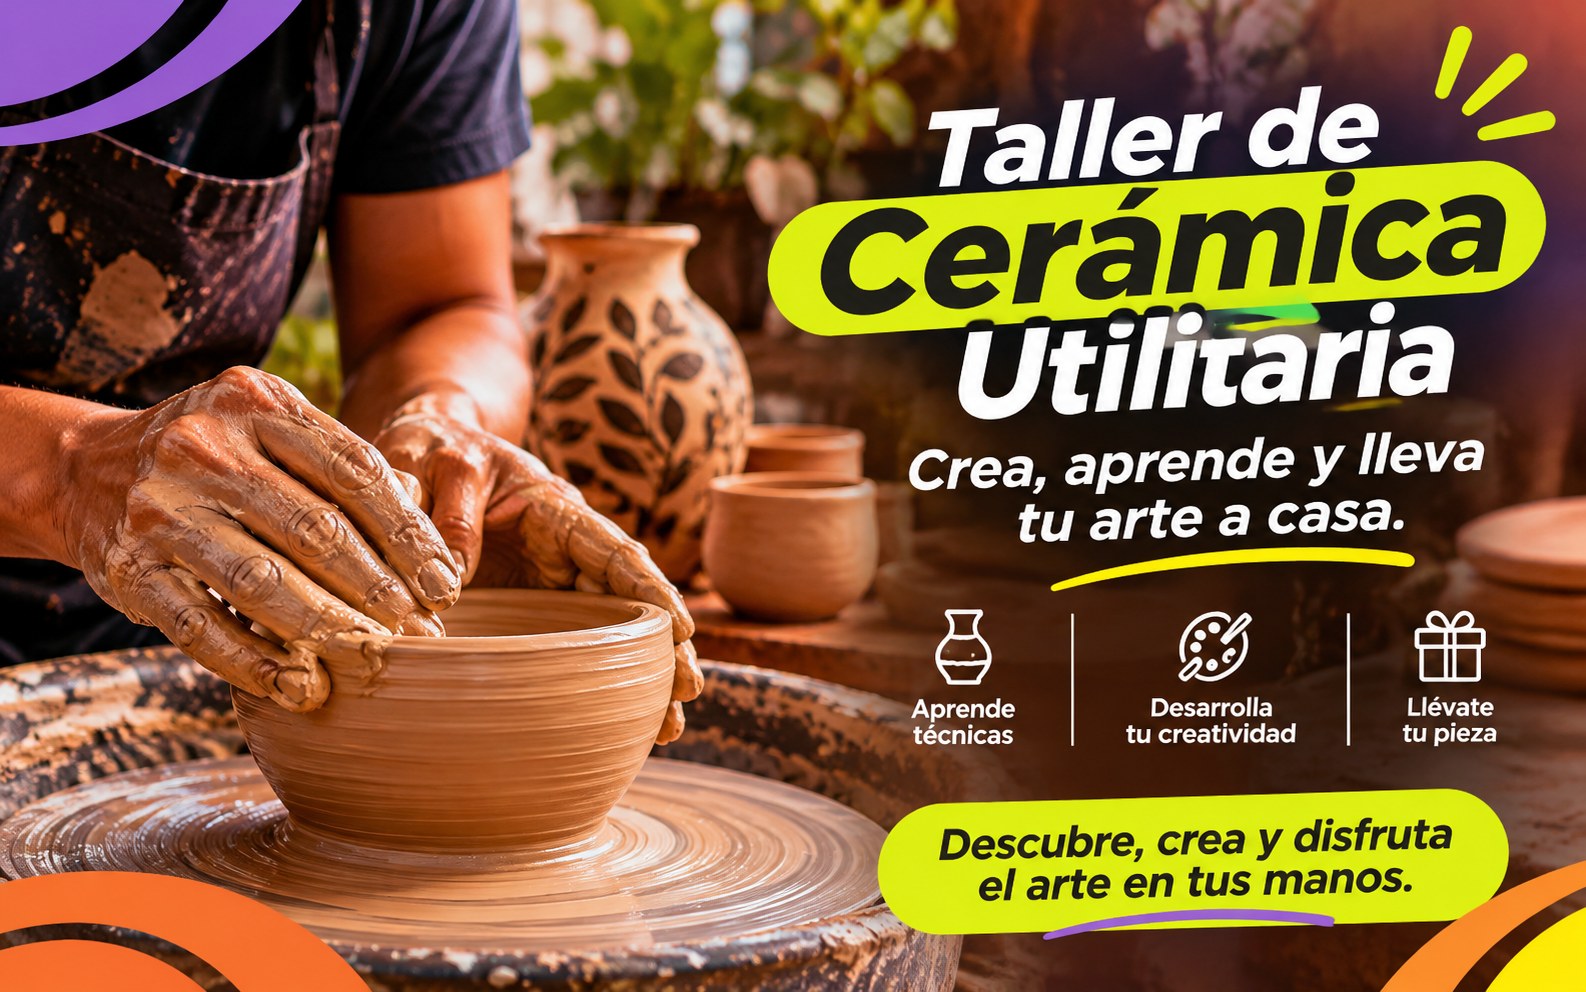 Taller de
Cerámica
Utilitaria
Crea, aprende y lleva
tu arte a casa.
Aprende
técnicas
Desarrolla
tu creatividad
Llévate
tu pieza
Descubre, crea y disfruta
el arte en tus manos.